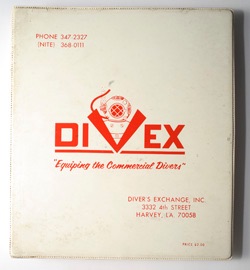 PHONE 347-2327
(NITE) 368-0111
DIVEX
"Equiping the Commercial Divers"
DIVER'S EXCHANGE, INC.
3332 4th STREET
HARVEY, LA 70058